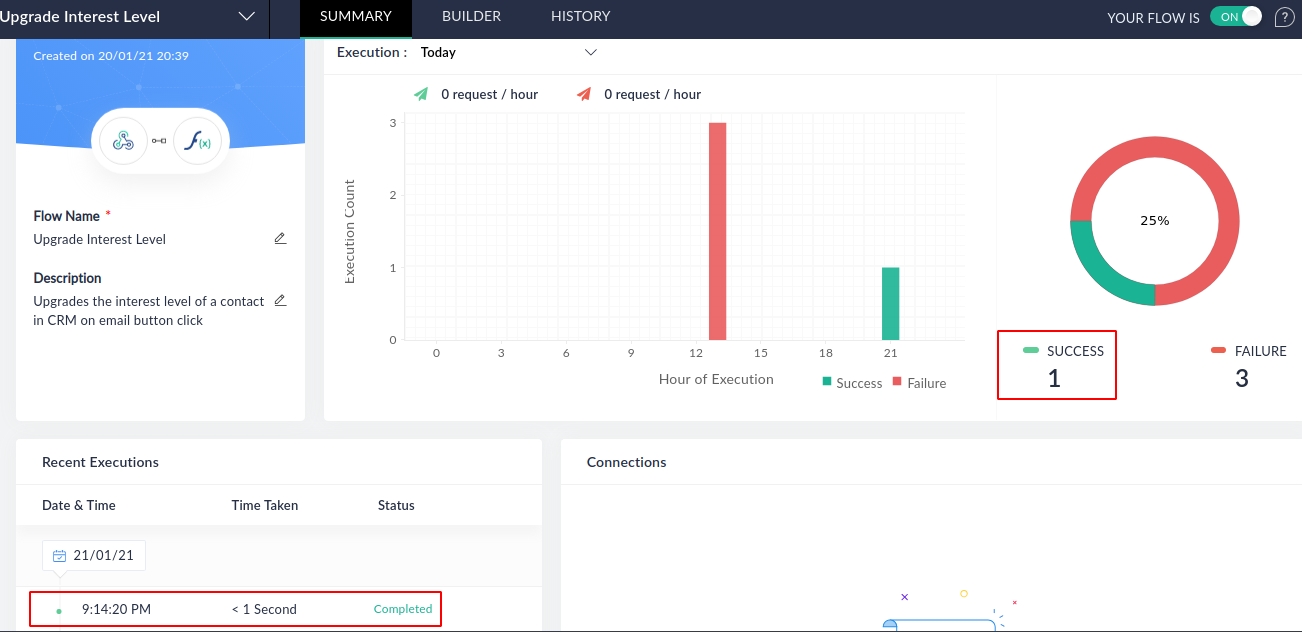 Upgrade Interest Level
SUMMARY
BUILDER
HISTORY
YOUR FLOW IS
ON
?
Created on 20/01/21 20:39
f(x)
Flow Name *
Upgrade Interest Level
Description
Upgrades the interest level of a contact
in CRM on email button click
Execution : Today
0 request / hour
0 request / hour
Execution Count
3
2
1
0
0 3 6 9 12 15 18 21
Hour of Execution
Success Failure
25%
SUCCESS
1
FAILURE
3
Recent Executions
Date & Time Time Taken Status
21/01/21
9:14:20 PM < 1 Second Completed
Connections